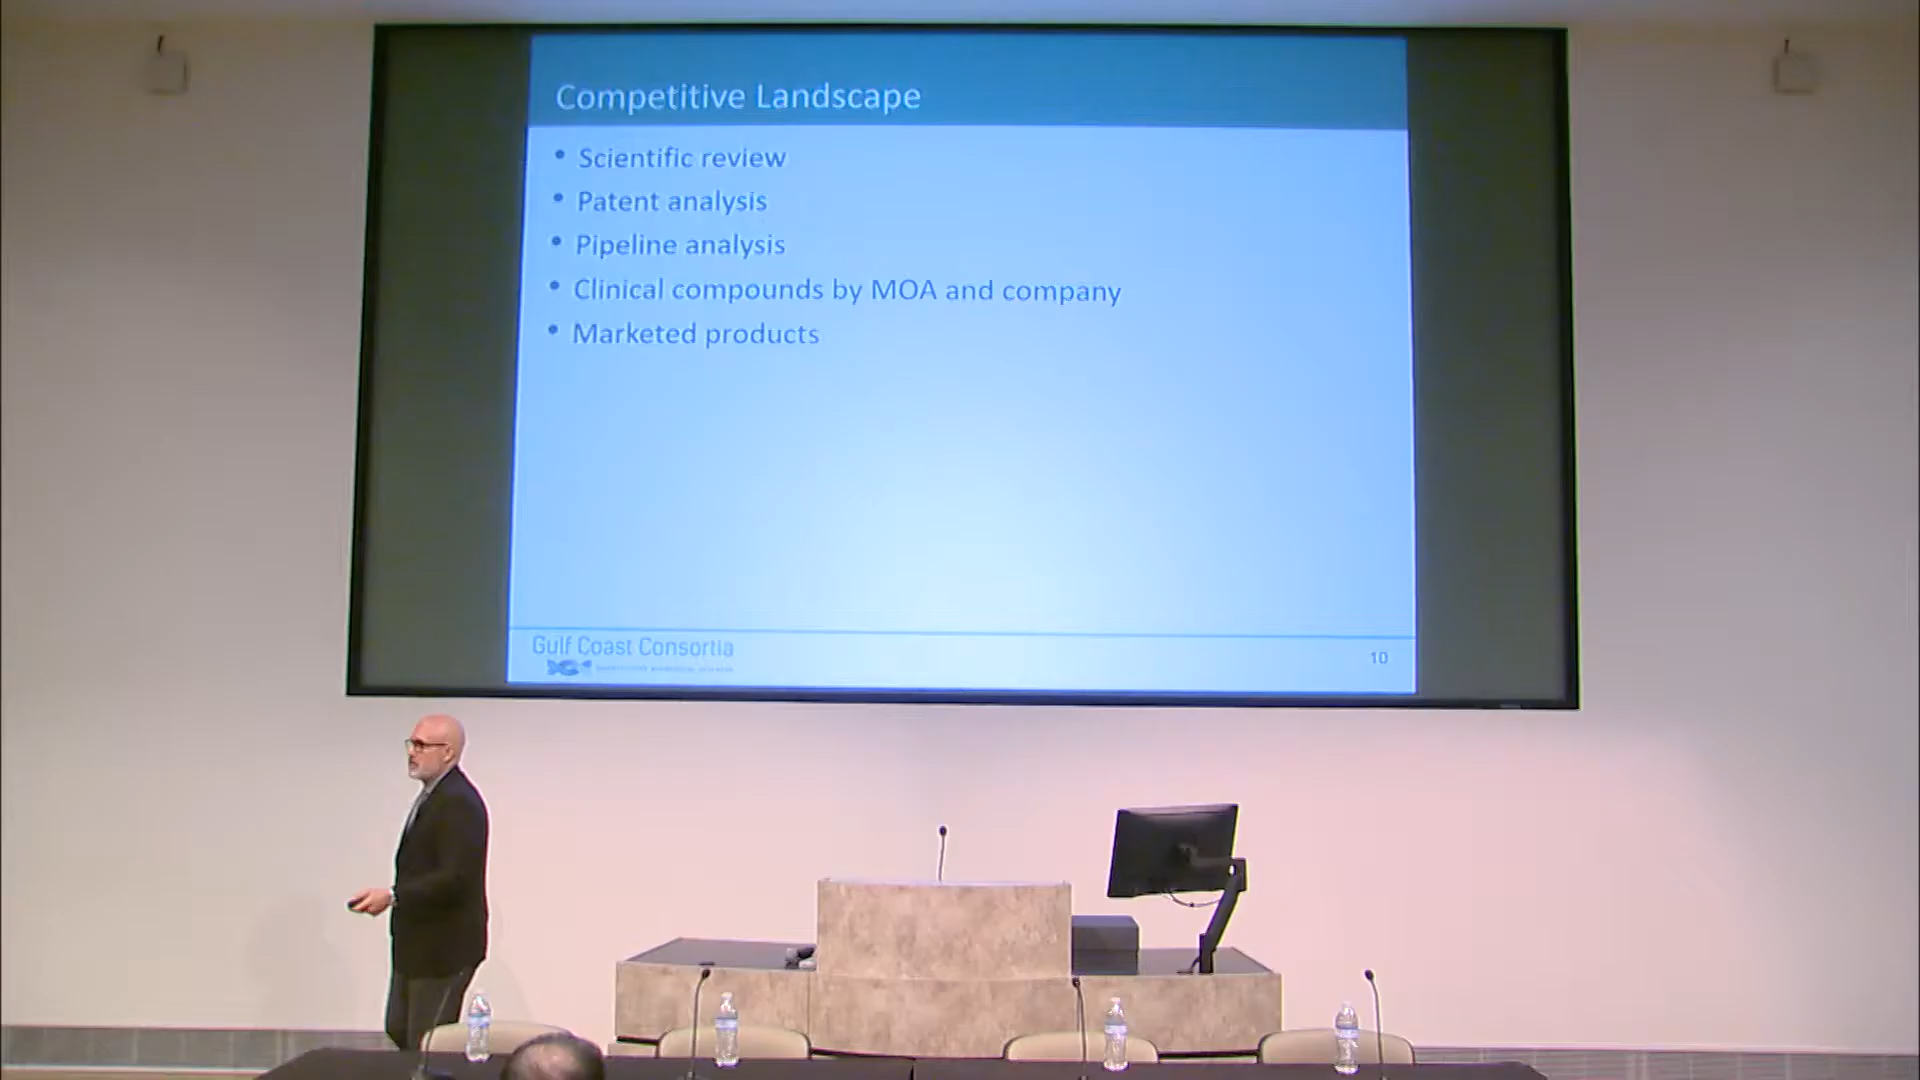 Competitive Landscape
• Scientific review
• Patent analysis
• Pipeline analysis
• Clinical compounds by MOA and company
• Marketed products
Gulf Coast Consortia
10